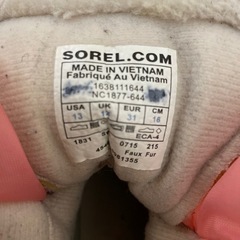 SOREL.COM
MADE IN VIETNAM
Fabriqué Au Vietnam
1638111644
NC1877-644
USA UK EUR CM
13 31 18
ECA-4
1831 0715 215
Faux Fur